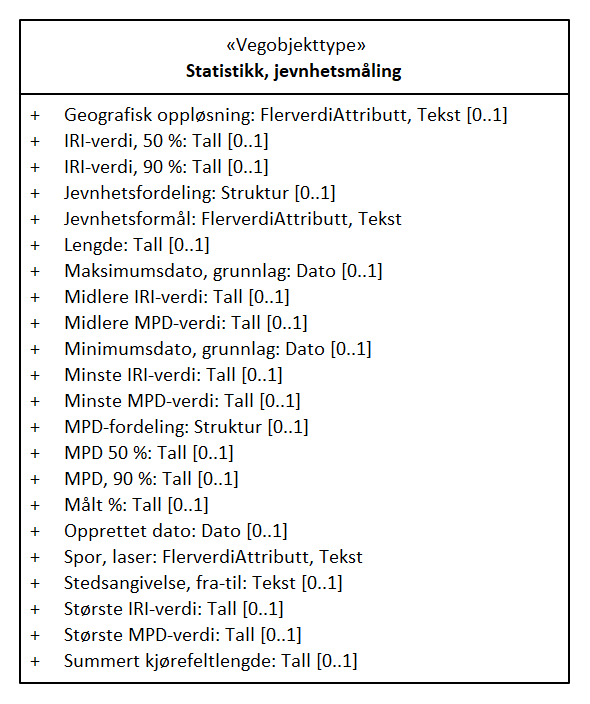 «Vegobjekttype»
Statistikk, jevnhetsmåling
+ Geografisk oppløsning: FlerverdiAttributt, Tekst [0..1]
+ IRI-verdi, 50 %: Tall [0..1]
+ IRI-verdi, 90 %: Tall [0..1]
+ Jevnhetsfordeling: Struktur [0..1]
+ Jevnhetsformål: FlerverdiAttributt, Tekst
+ Lengde: Tall [0..1]
+ Maksimumsdato, grunnlag: Dato [0..1]
+ Midlere IRI-verdi: Tall [0..1]
+ Midlere MPD-verdi: Tall [0..1]
+ Minimumsdato, grunnlag: Dato [0..1]
+ Minste IRI-verdi: Tall [0..1]
+ Minste MPD-verdi: Tall [0..1]
+ MPD-fordeling: Struktur [0..1]
+ MPD 50 %: Tall [0..1]
+ MPD, 90 %: Tall [0..1]
+ Målt %: Tall [0..1]
+ Opprettet dato: Dato [0..1]
+ Spor, laser: FlerverdiAttributt, Tekst
+ Stedsangivelse, fra-til: Tekst [0..1]
+ Største IRI-verdi: Tall [0..1]
+ Største MPD-verdi: Tall [0..1]
+ Summert kjørefeltlengde: Tall [0..1]